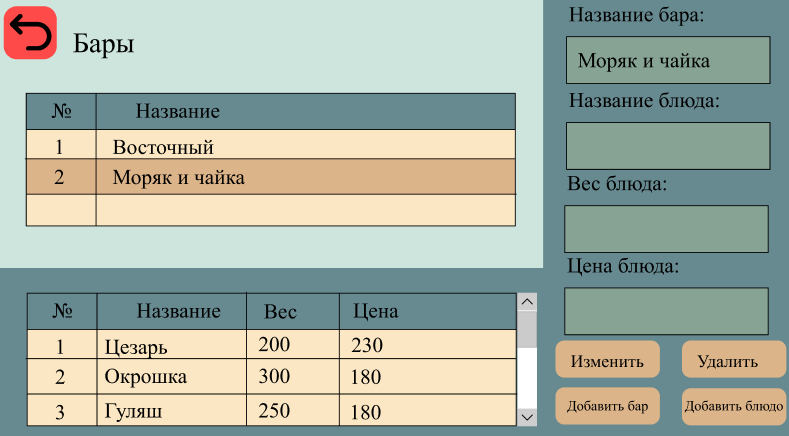 Бары
№ Название
1 Восточный
2 Моряк и чайка
№ Название Вес Цена
1 Цезарь 200 230
2 Окрошка 300 180
3 Гуляш 250 180
Название бара:
Моряк и чайка
Название блюда:
Вес блюда:
Цена блюда:
Изменить Удалить
Добавить бар Добавить блюдо